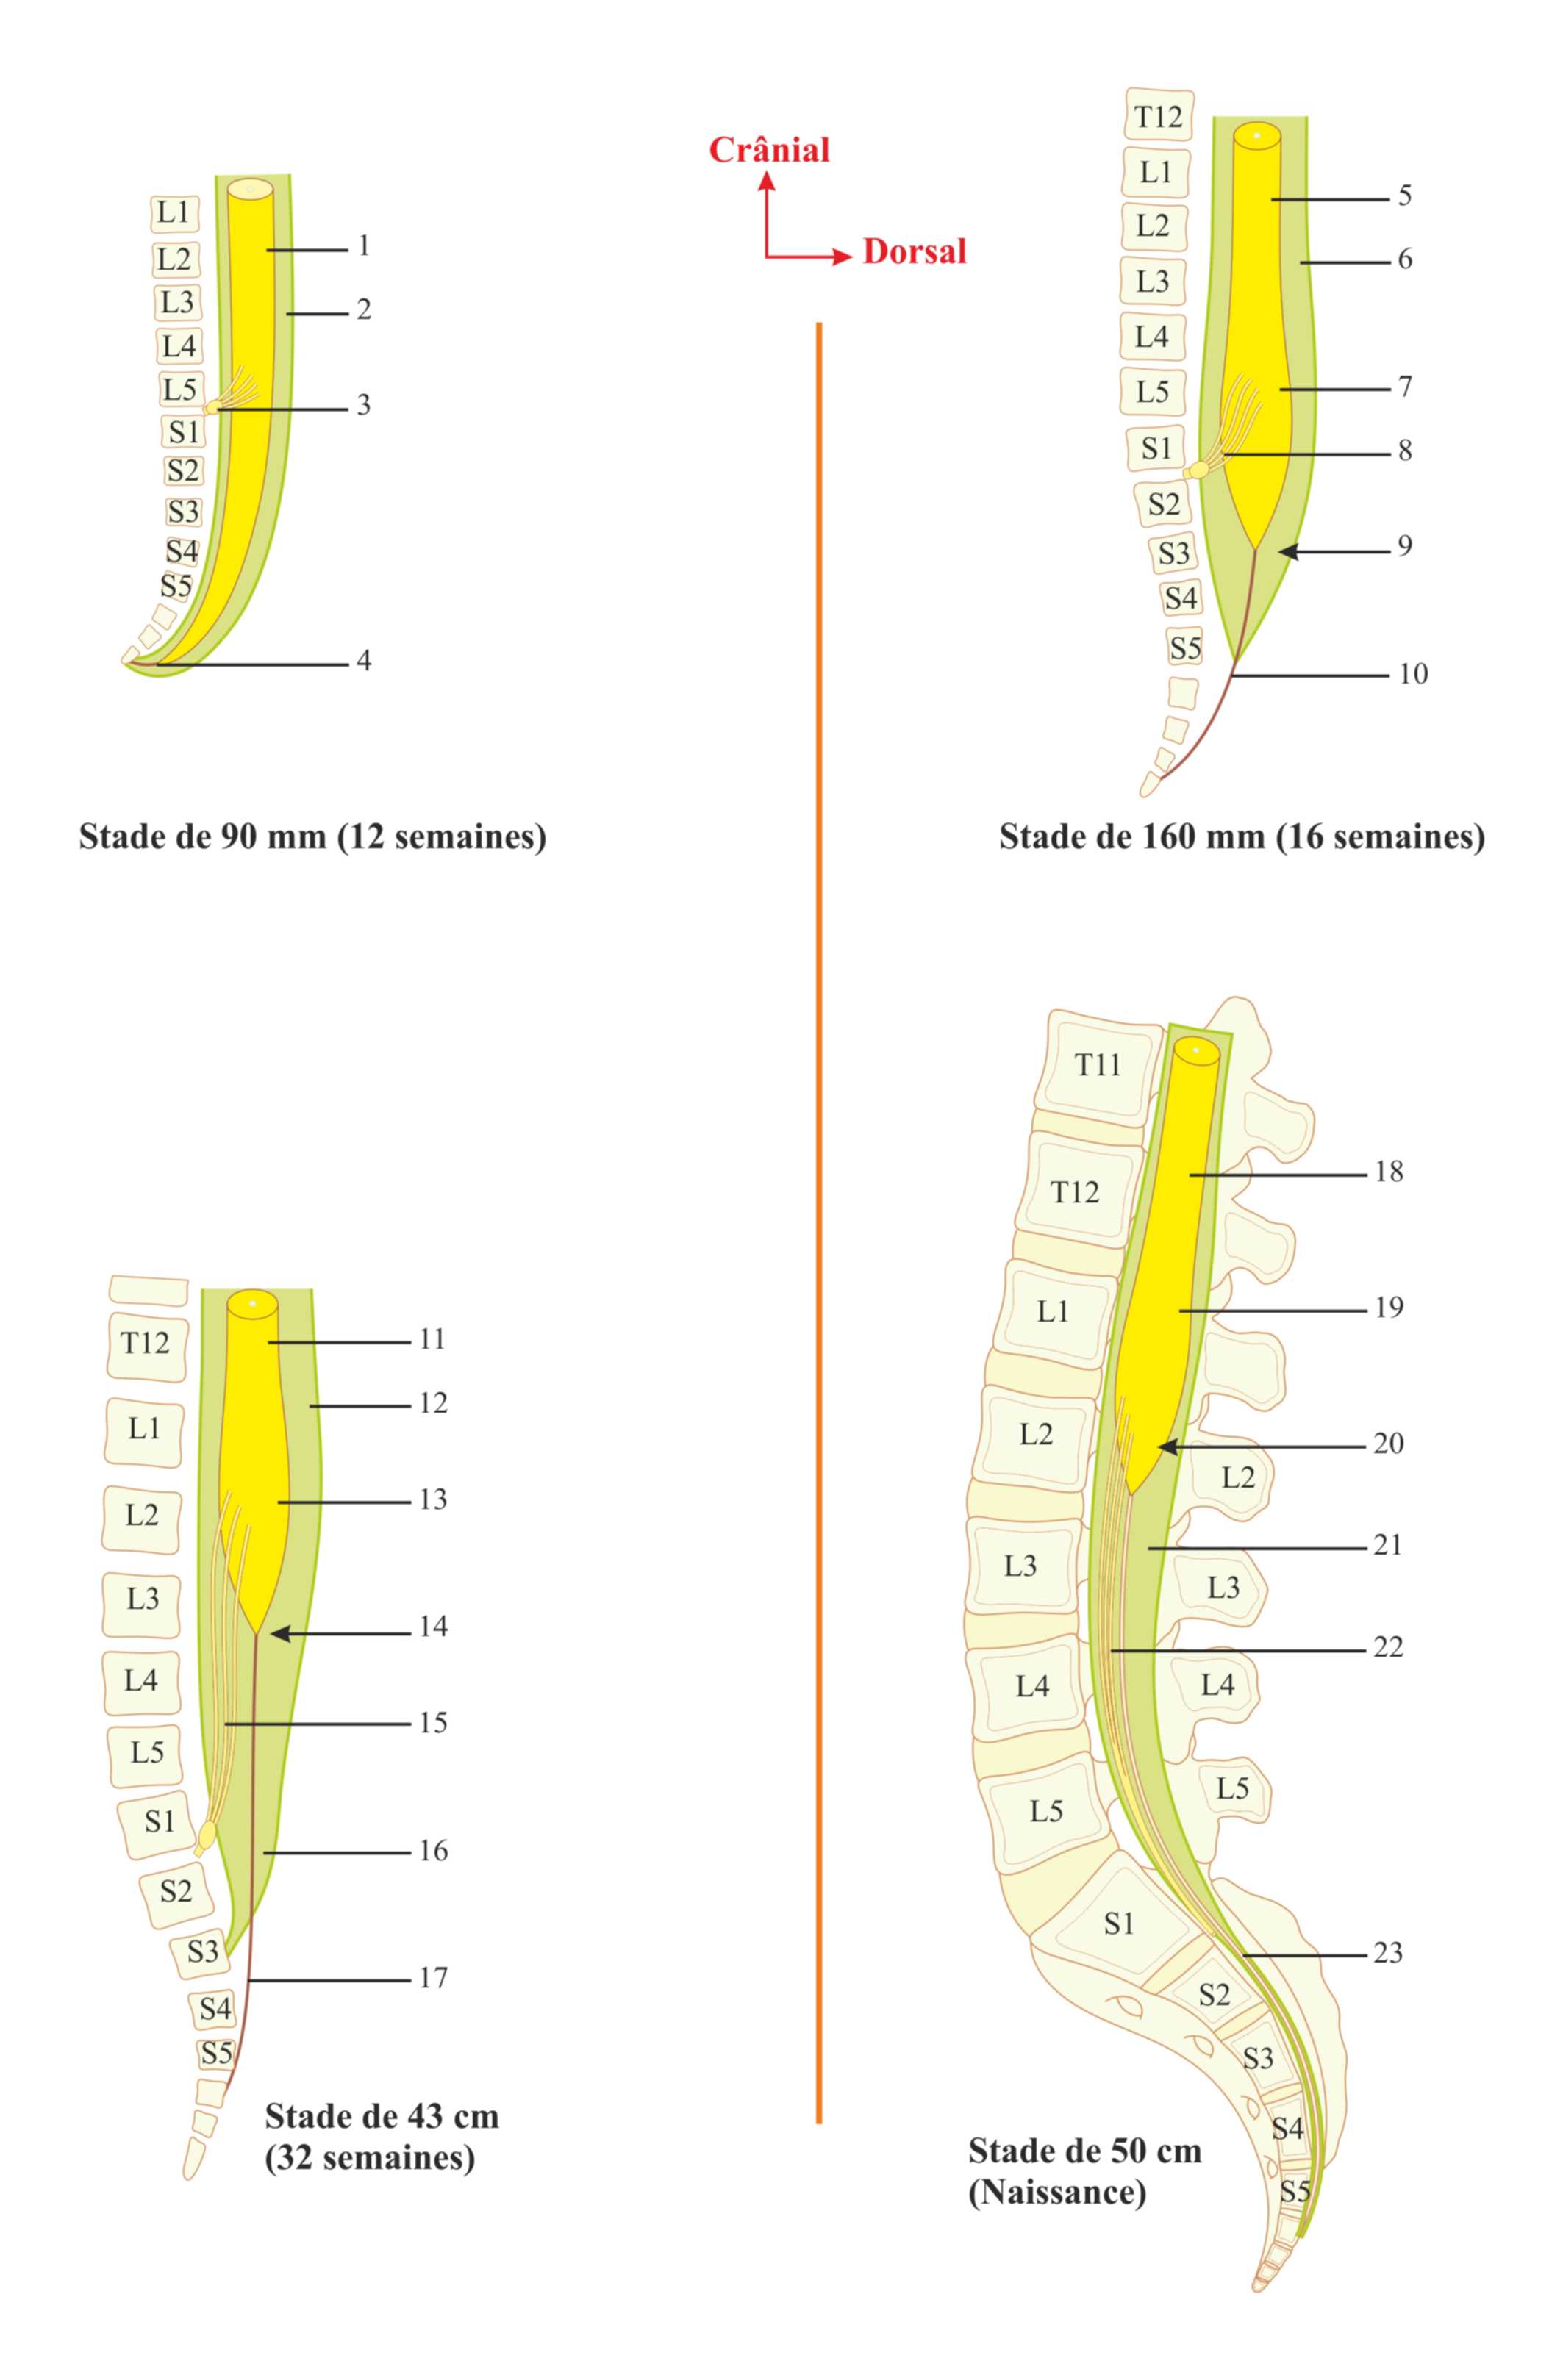 Crânial
Dorsal
L1
L2
L3
L4
L5
S1
S2
S3
S4
S5
1
2
3
4
Stade de 90 mm (12 semaines)
T12
L1
L2
L3
L4
L5
S1
S2
S3
S4
S5
5
6
7
8
9
10
Stade de 160 mm (16 semaines)
T12
L1
L2
L3
L4
L5
S1
S2
S3
S4
S5
11
12
13
14
15
16
17
Stade de 43 cm
(32 semaines)
T11
T12
L1
L2
L3
L4
L5
S1
S2
S3
S4
S5
L2
L3
L4
L5
18
19
20
21
22
23
Stade de 50 cm
(Naissance)